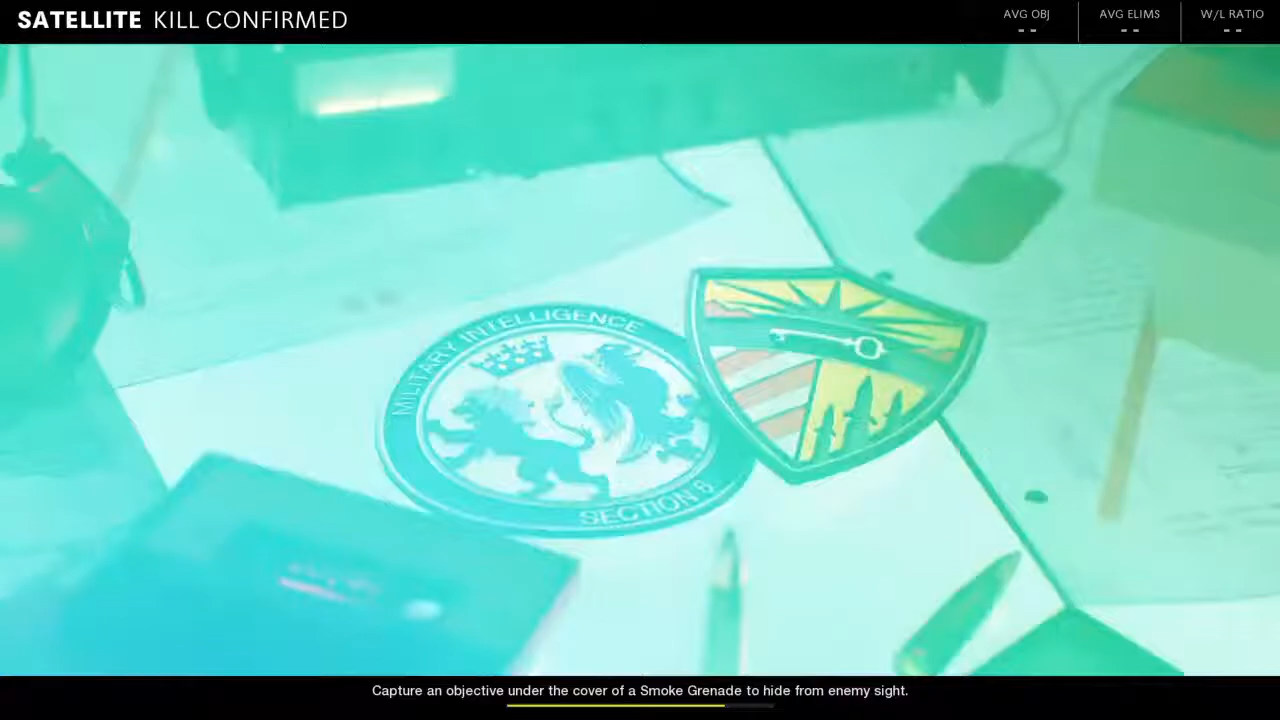 SATELLITE KILL CONFIRMED
AVG OBJ
--
AVG ELIMS
--
W/L RATIO
--
MILITARY INTELLIGENCE
SECTION 6
Capture an objective under the cover of a Smoke Grenade to hide from enemy sight.